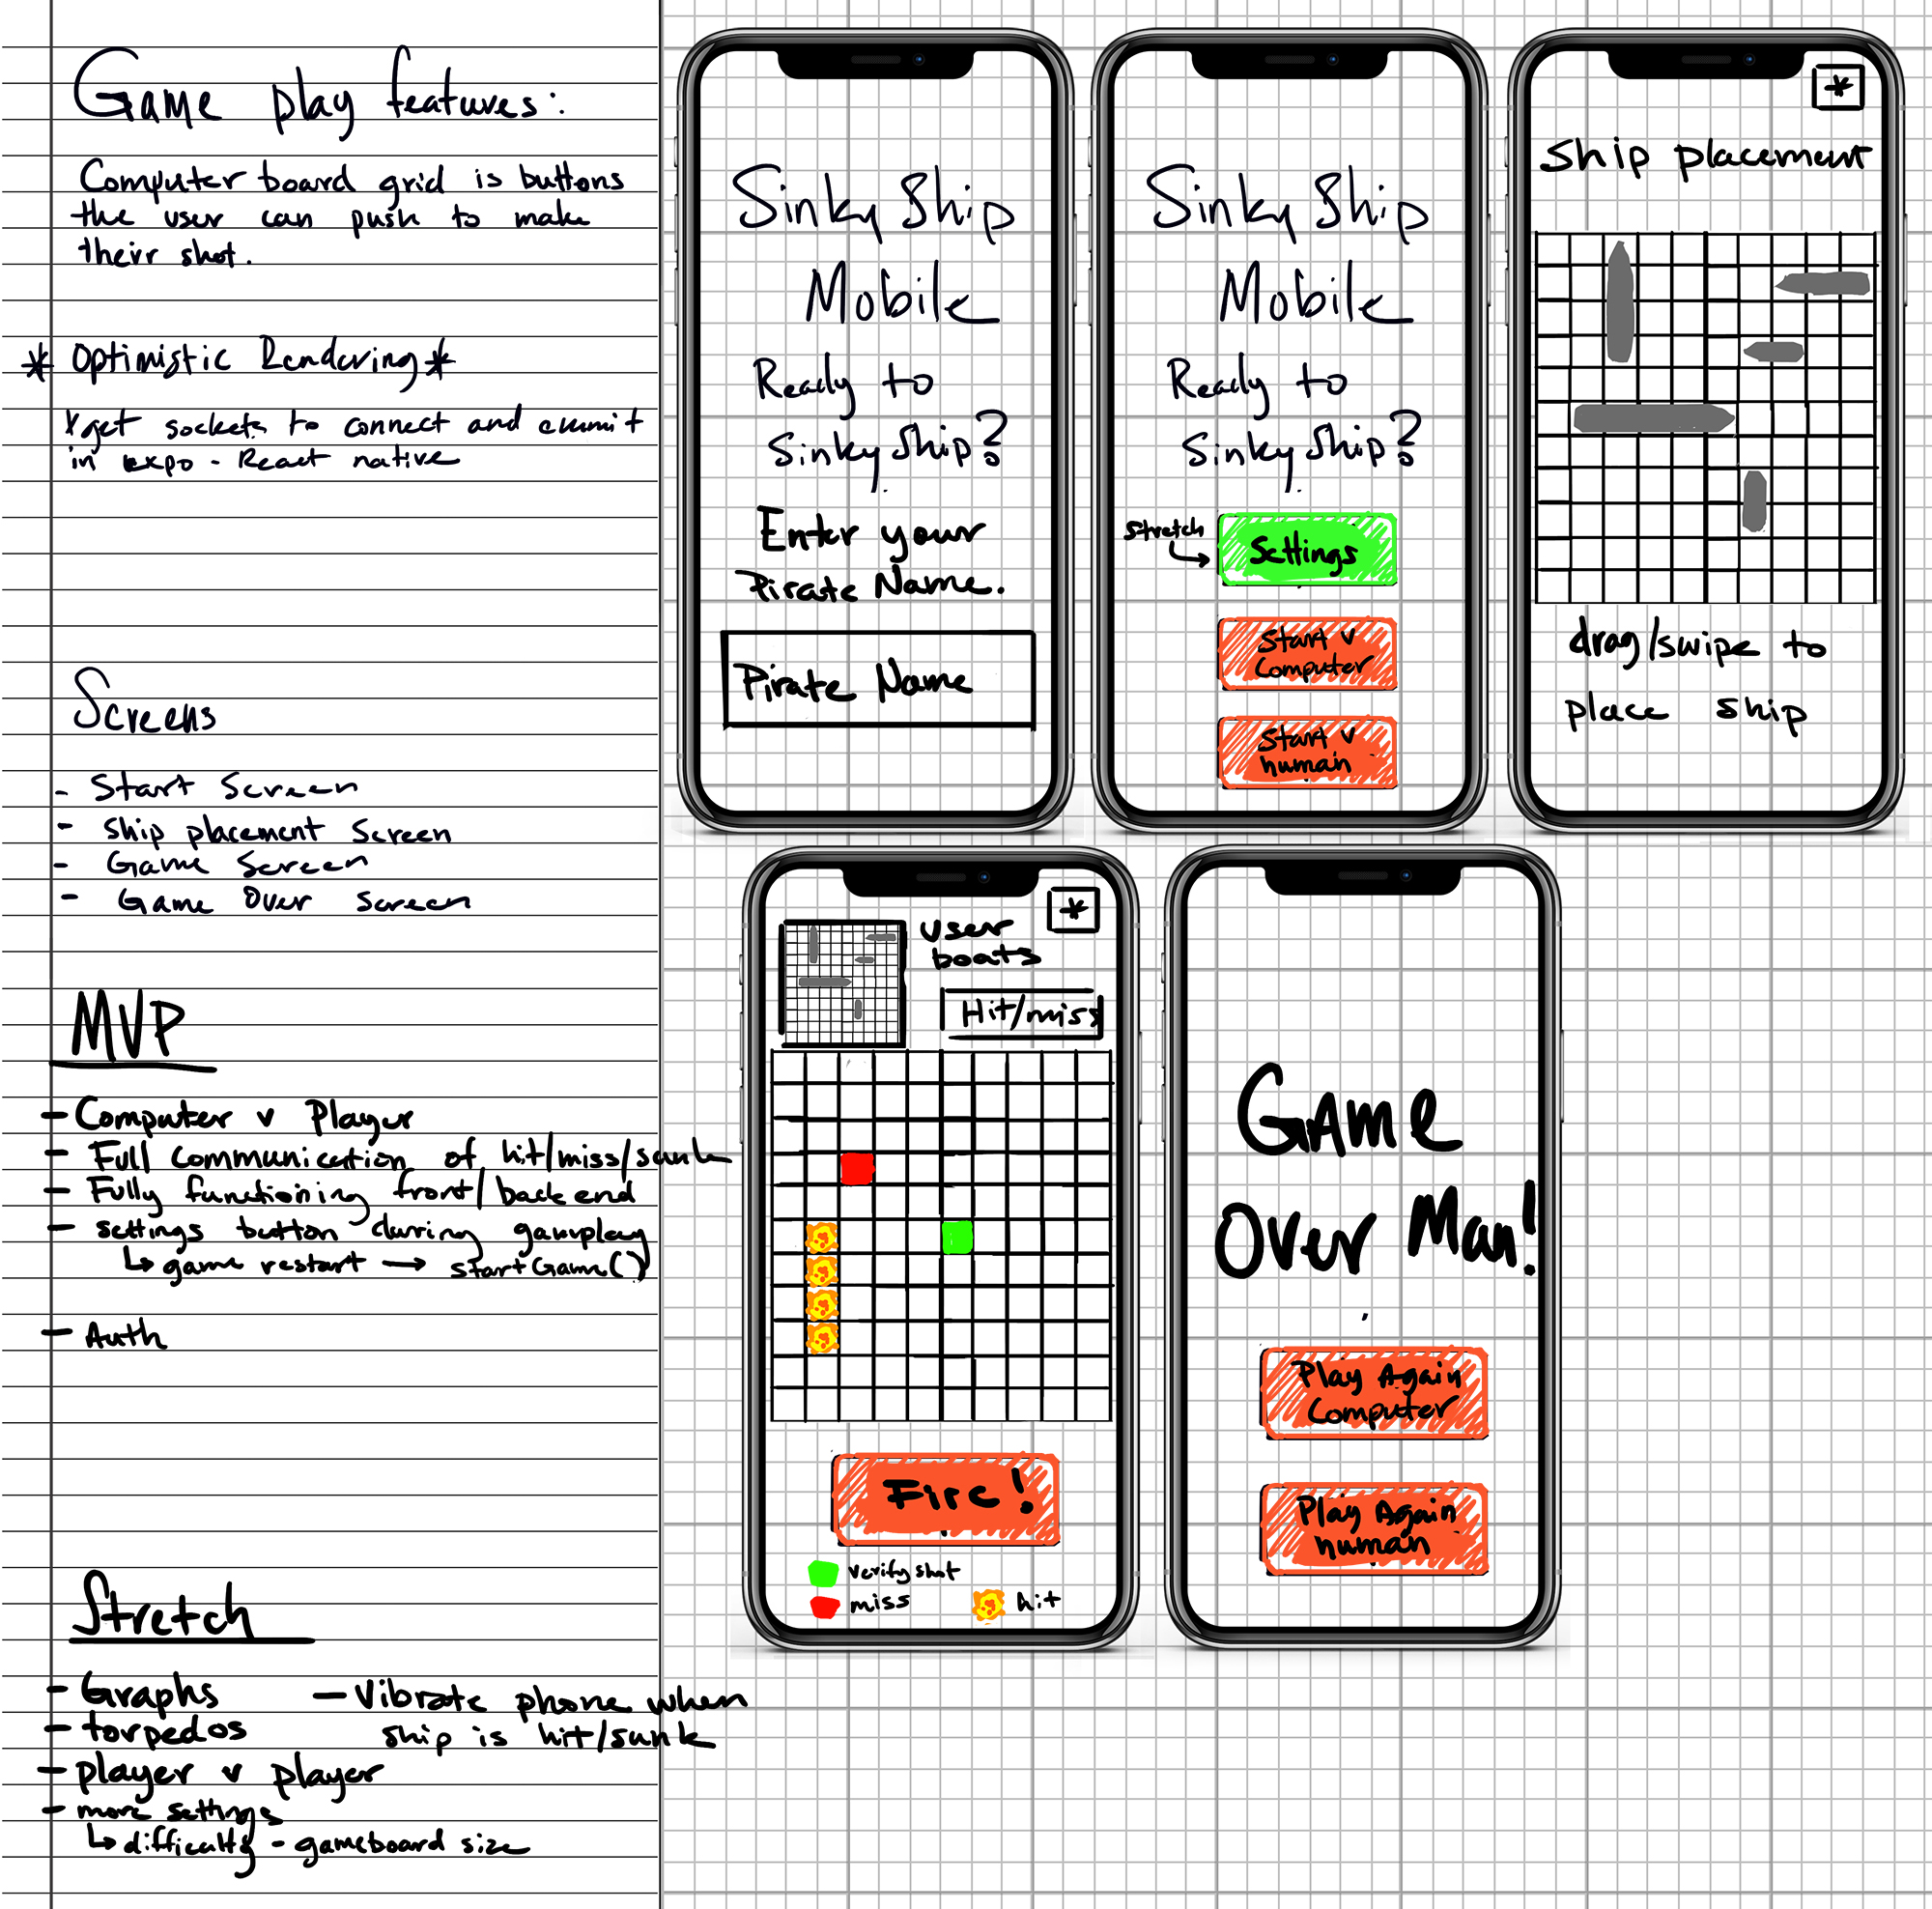 Game play features:
Computer board grid is buttons
the user can push to make
their shot.
* Optimistic Rendering *
* get sockets to connect and emmit
in expo - React native
Screens
- Start Screen
- Ship placement Screen
- Game Screen
- Game Over Screen
MVP
- Computer v Player
- Full communication of hit/miss/sunk
- Fully functioning front/back end
- settings button during gameplay
↳ game restart → startGame()
- Auth
Stretch
- Graphs
- torpedos
- player v player
- more settings
↳ difficulty - gameboard size
- Vibrate phone when
ship is hit/sunk
Sinky Ship
Mobile
Ready to
Sinky Ship?
Enter your
Pirate Name.
Pirate Name
Sinky Ship
Mobile
Ready to
Sinky Ship?
Stretch
Settings
Start v
Computer
Start v
human
*
Ship placement
drag/swipe to
place ship
*
user
boats
Hit/miss
Fire!
verify shot
miss
hit
Game
Over Man!
Play Again
Computer
Play Again
human